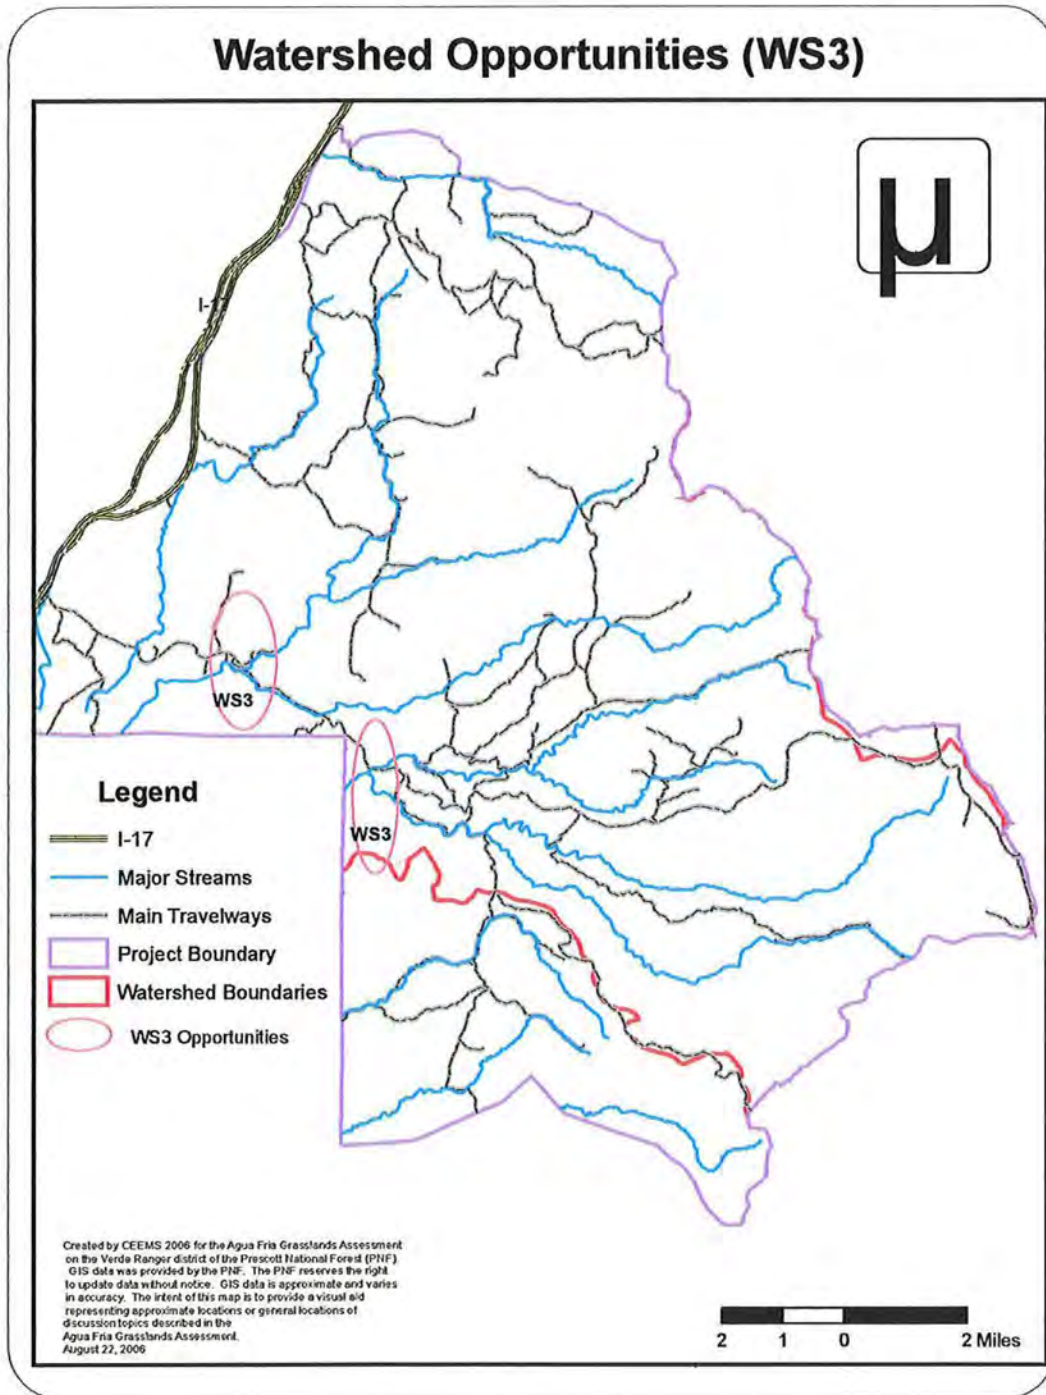 Watershed Opportunities (WS3)
µ
I-17
WS3
WS3
Legend
I-17
Major Streams
Main Travelways
Project Boundary
Watershed Boundaries
WS3 Opportunities
Created by CEEMS 2006 for the Agua Fria Grasslands Assessment
on the Verde Ranger district of the Prescott National Forest (PNF)
GIS data was provided by the PNF. The PNF reserves the right
to update data without notice. GIS data is approximate and varies
in accuracy. The intent of this map is to provide a visual aid
representing approximate locations or general locations of
discussion topics described in the
Agua Fria Grasslands Assessment.
August 22, 2006
2 1 0 2 Miles